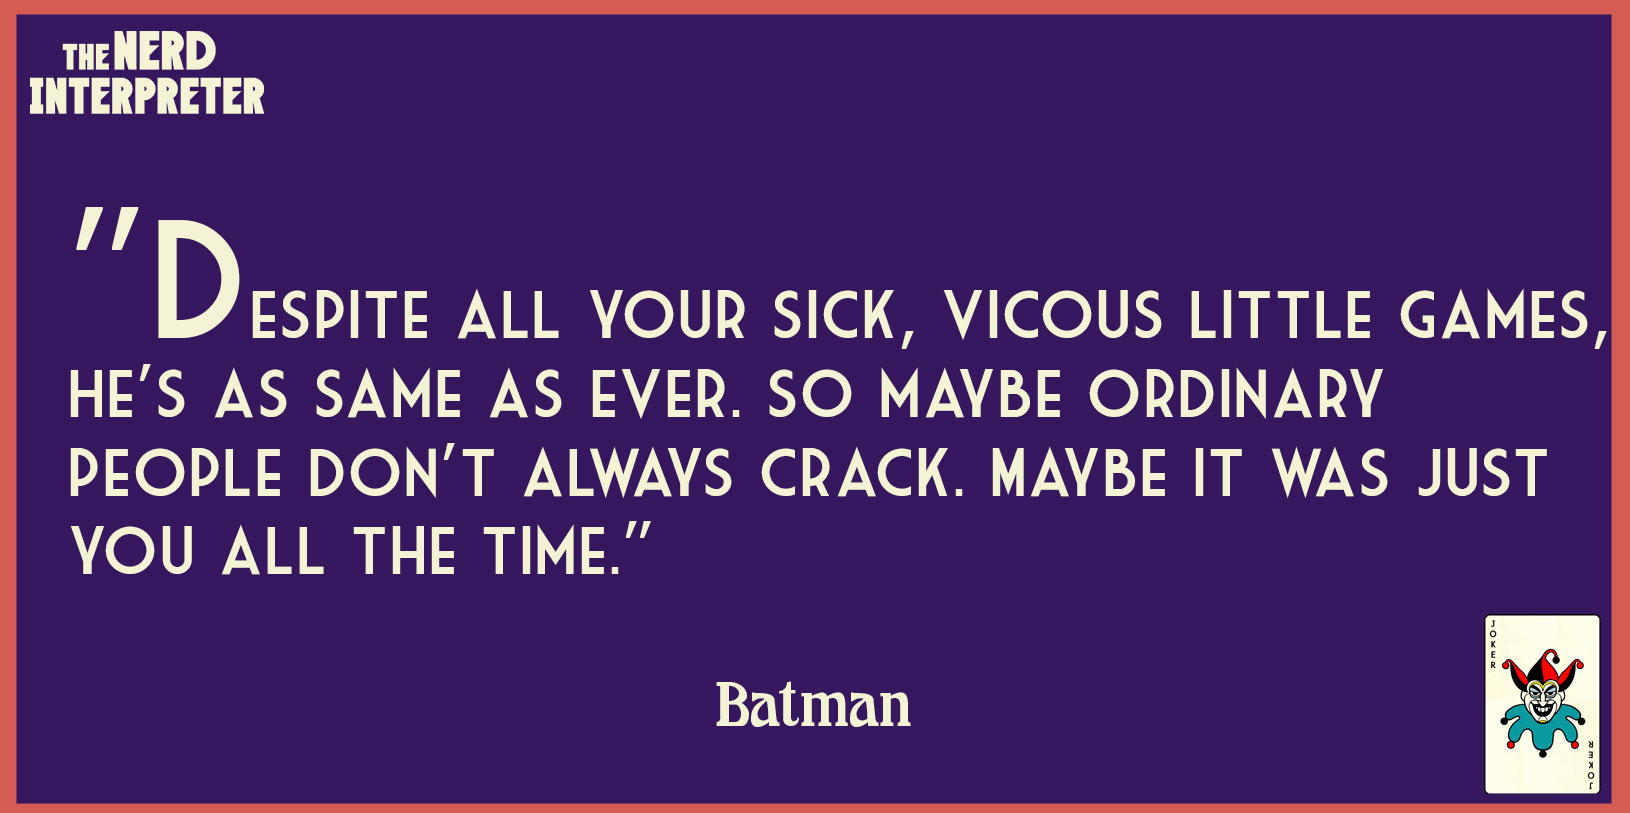 THE NERD
INTERPRETER
"DESPITE ALL YOUR SICK, VICOUS LITTLE GAMES,
HE'S AS SAME AS EVER. SO MAYBE ORDINARY
PEOPLE DON'T ALWAYS CRACK. MAYBE IT WAS JUST
YOU ALL THE TIME."
Batman
JOKER
JOKER